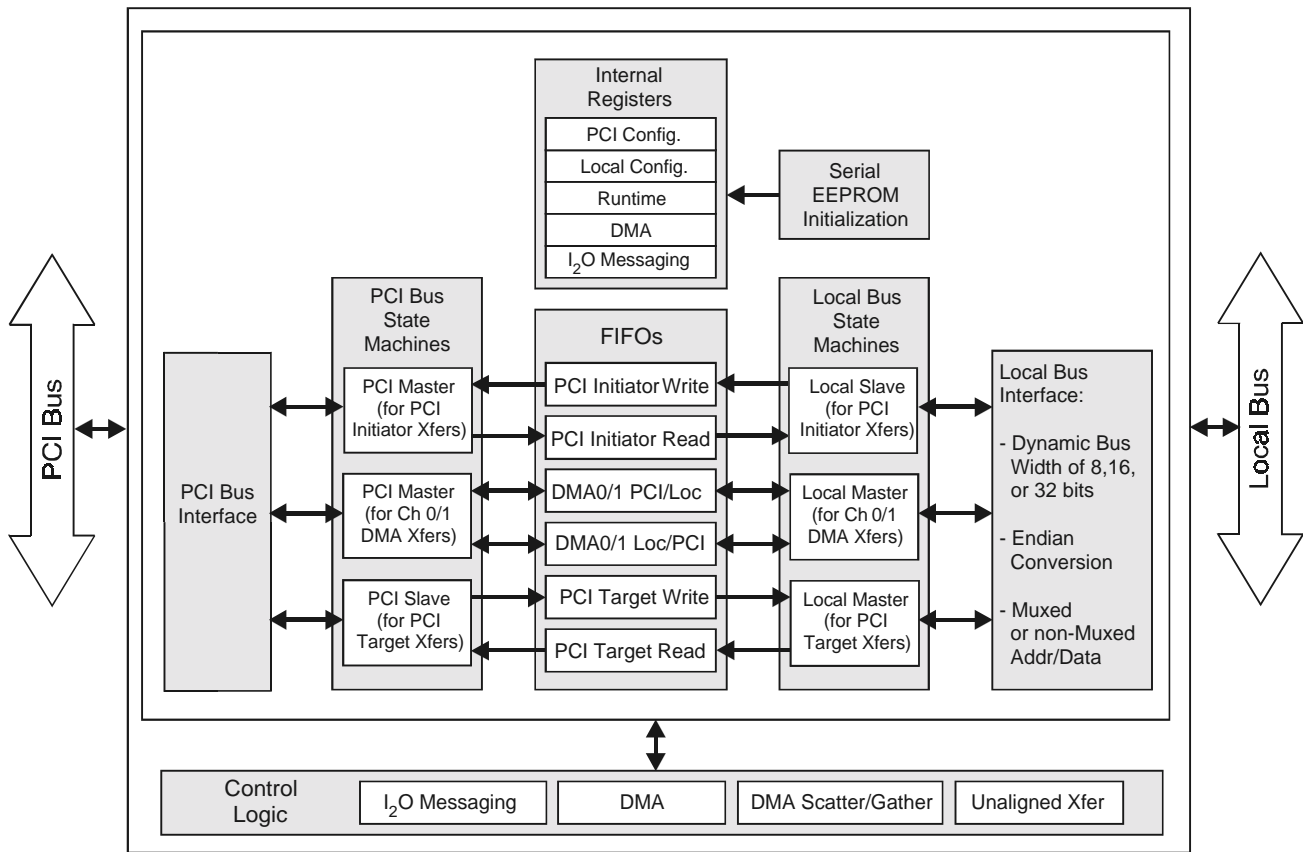 Internal
Registers
PCI Config.
Local Config.
Runtime
DMA
I2O Messaging
Serial
EEPROM
Initialization
PCI Bus
PCI Bus
Interface
PCI Bus
State
Machines
PCI Master
(for PCI
Initiator Xfers)
PCI Master
(for Ch 0/1
DMA Xfers)
PCI Slave
(for PCI
Target Xfers)
FIFOs
PCI Initiator Write
PCI Initiator Read
DMA0/1 PCI/Loc
DMA0/1 Loc/PCI
PCI Target Write
PCI Target Read
Local Bus
State
Machines
Local Slave
(for PCI
Initiator Xfers)
Local Master
(for Ch 0/1
DMA Xfers)
Local Master
(for PCI
Target Xfers)
Local Bus
Interface:
- Dynamic Bus
Width of 8,16,
or 32 bits
- Endian
Conversion
- Muxed
or non-Muxed
Addr/Data
Local Bus
Control
Logic
I2O Messaging
DMA
DMA Scatter/Gather
Unaligned Xfer